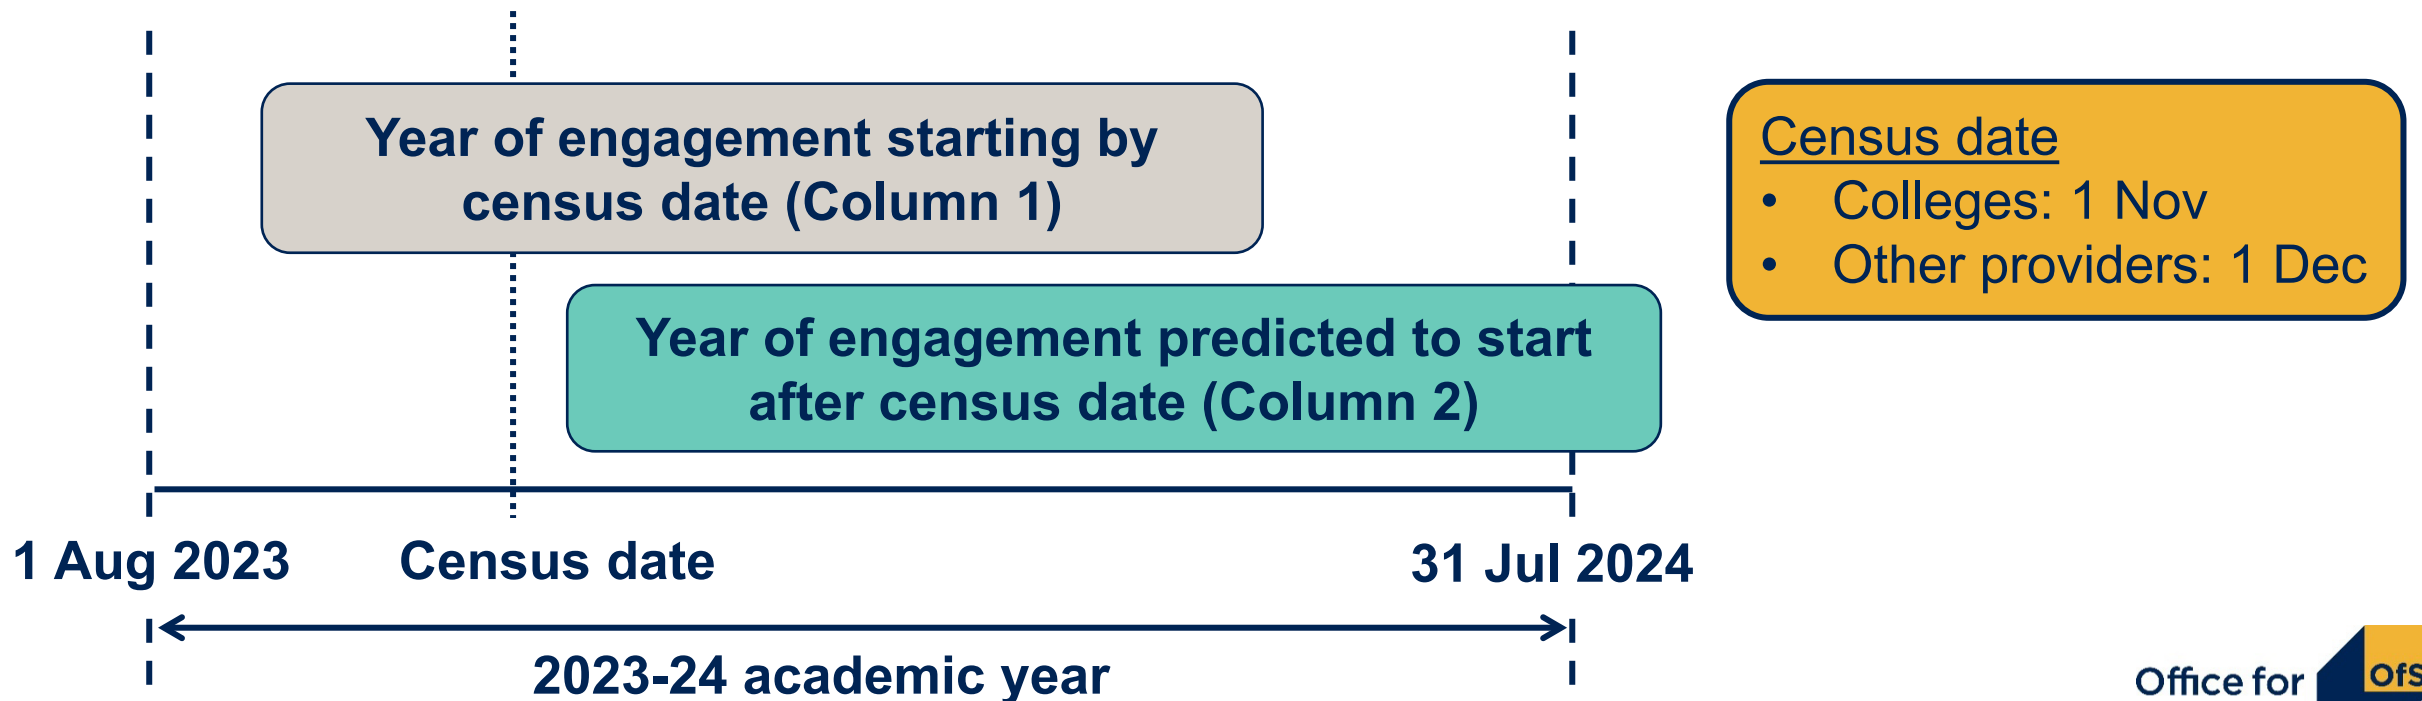 Year of engagement starting by
census date (Column 1)
Year of engagement predicted to start
after census date (Column 2)
Census date
• Colleges: 1 Nov
• Other providers: 1 Dec
1 Aug 2023
Census date
31 Jul 2024
2023-24 academic year
Office for
OfS